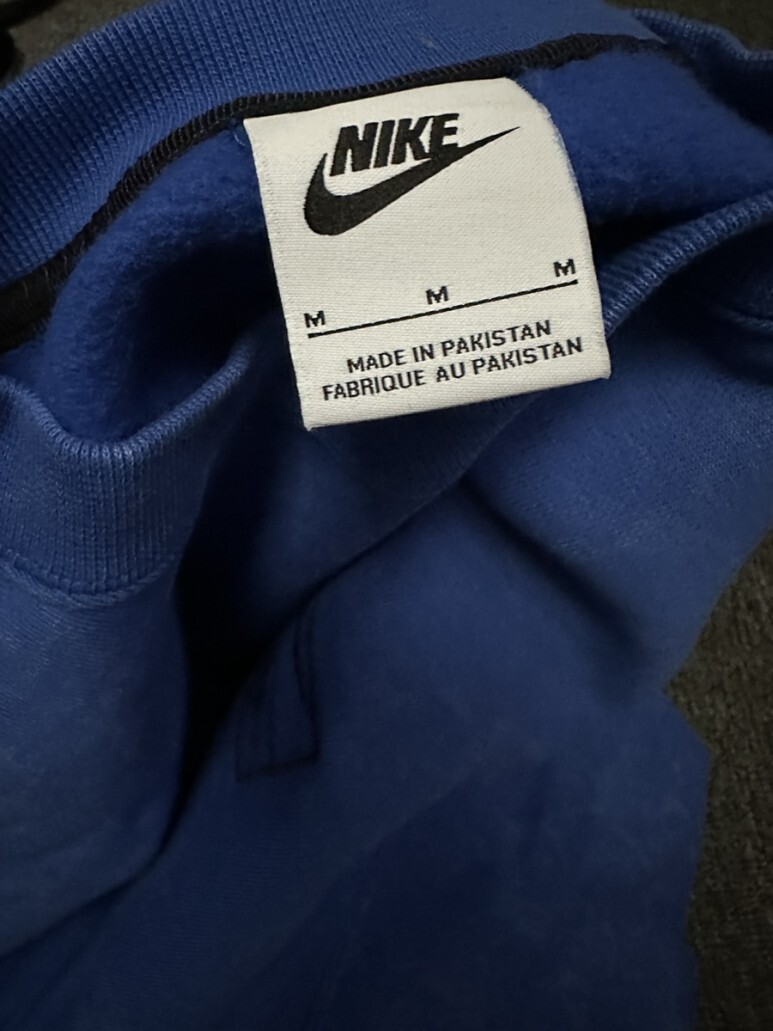 NIKE
M M M
MADE IN PAKISTAN
FABRIQUE AU PAKISTAN